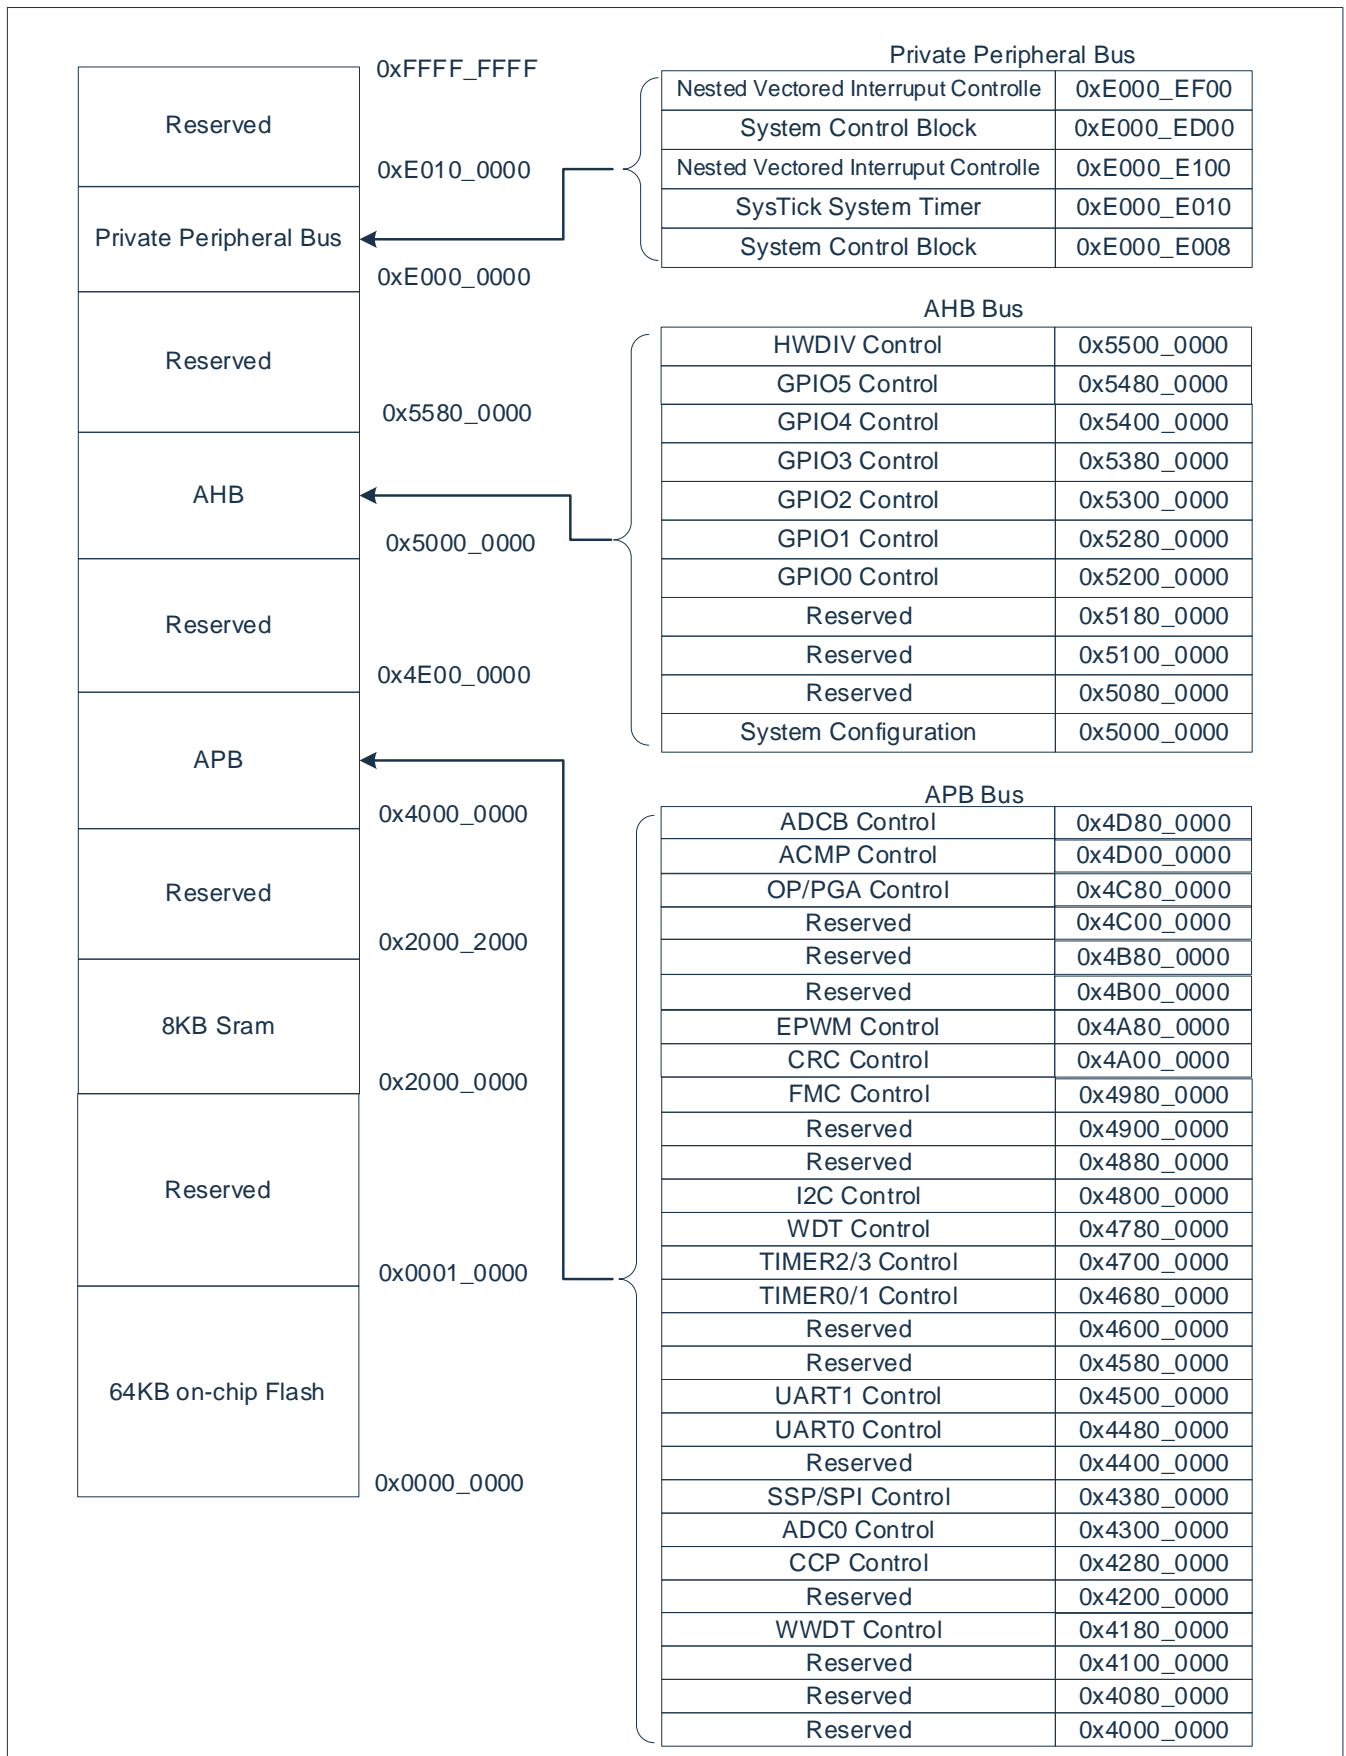 0xFFFF_FFFF
Reserved
0xE010_0000
Private Peripheral Bus
0xE000_0000
Reserved
0x5580_0000
AHB
0x5000_0000
Reserved
0x4E00_0000
APB
0x4000_0000
Reserved
0x2000_2000
8KB Sram
0x2000_0000
Reserved
0x0001_0000
64KB on-chip Flash
0x0000_0000
Private Peripheral Bus
Nested Vectored Interruput Controlle 0xE000_EF00
System Control Block 0xE000_ED00
Nested Vectored Interruput Controlle 0xE000_E100
SysTick System Timer 0xE000_E010
System Control Block 0xE000_E008
AHB Bus
HWDIV Control 0x5500_0000
GPIO5 Control 0x5480_0000
GPIO4 Control 0x5400_0000
GPIO3 Control 0x5380_0000
GPIO2 Control 0x5300_0000
GPIO1 Control 0x5280_0000
GPIO0 Control 0x5200_0000
Reserved 0x5180_0000
Reserved 0x5100_0000
Reserved 0x5080_0000
System Configuration 0x5000_0000
APB Bus
ADCB Control 0x4D80_0000
ACMP Control 0x4D00_0000
OP/PGA Control 0x4C80_0000
Reserved 0x4C00_0000
Reserved 0x4B80_0000
Reserved 0x4B00_0000
EPWM Control 0x4A80_0000
CRC Control 0x4A00_0000
FMC Control 0x4980_0000
Reserved 0x4900_0000
Reserved 0x4880_0000
I2C Control 0x4800_0000
WDT Control 0x4780_0000
TIMER2/3 Control 0x4700_0000
TIMER0/1 Control 0x4680_0000
Reserved 0x4600_0000
Reserved 0x4580_0000
UART1 Control 0x4500_0000
UART0 Control 0x4480_0000
Reserved 0x4400_0000
SSP/SPI Control 0x4380_0000
ADC0 Control 0x4300_0000
CCP Control 0x4280_0000
Reserved 0x4200_0000
WWDT Control 0x4180_0000
Reserved 0x4100_0000
Reserved 0x4080_0000
Reserved 0x4000_0000